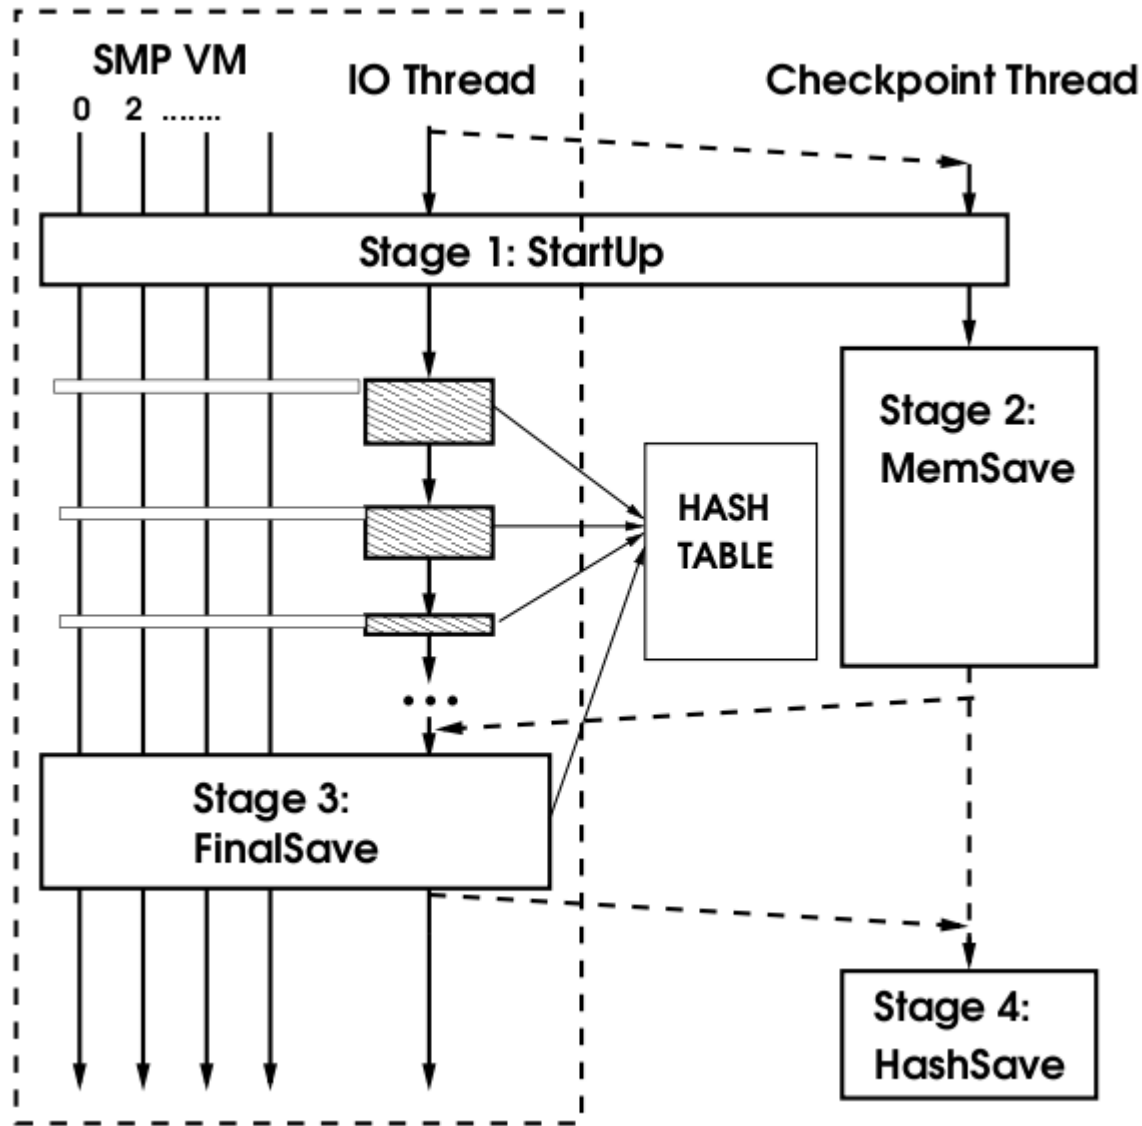 SMP VM
0 2 .......
IO Thread
Checkpoint Thread
Stage 1: StartUp
Stage 2:
MemSave
HASH
TABLE
...
Stage 3:
FinalSave
Stage 4:
HashSave